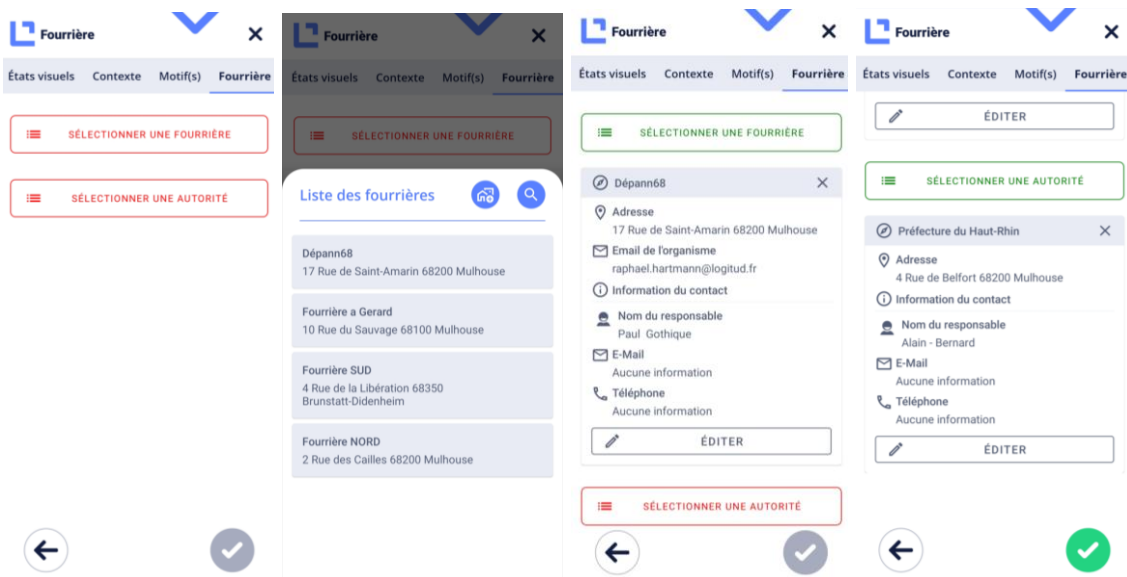 Fourrière
États visuels Contexte Motif(s) Fourrière
SÉLECTIONNER UNE FOURRIÈRE
SÉLECTIONNER UNE AUTORITÉ
Fourrière
États visuels Contexte Motif(s) Fourrière
SÉLECTIONNER UNE FOURRIÈRE
Liste des fourrières
Dépann68
17 Rue de Saint-Amarin 68200 Mulhouse
Fourrière a Gerard
10 Rue du Sauvage 68100 Mulhouse
Fourrière SUD
4 Rue de la Libération 68350
Brunstatt-Didenheim
Fourrière NORD
2 Rue des Cailles 68200 Mulhouse
Fourrière
États visuels Contexte Motif(s) Fourrière
SÉLECTIONNER UNE FOURRIÈRE
Dépann68
Adresse
17 Rue de Saint-Amarin 68200 Mulhouse
Email de l'organisme
raphael.hartmann@logitud.fr
Information du contact
Nom du responsable
Paul Gothique
E-Mail
Aucune information
Téléphone
Aucune information
ÉDITER
SÉLECTIONNER UNE AUTORITÉ
Fourrière
États visuels Contexte Motif(s) Fourrière
ÉDITER
SÉLECTIONNER UNE AUTORITÉ
Préfecture du Haut-Rhin
Adresse
4 Rue de Belfort 68200 Mulhouse
Information du contact
Nom du responsable
Alain - Bernard
E-Mail
Aucune information
Téléphone
Aucune information
ÉDITER